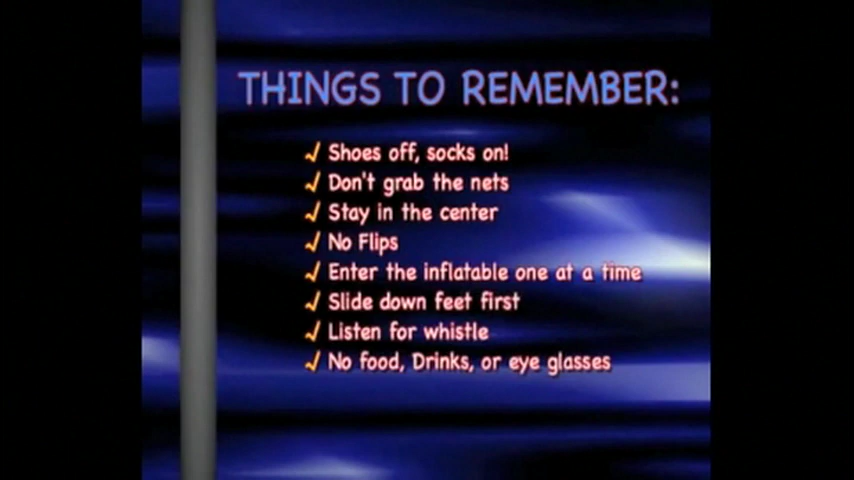 THINGS TO REMEMBER:
✓ Shoes off, socks on!
✓ Don't grab the nets
✓ Stay in the center
✓ No Flips
✓ Enter the inflatable one at a time
✓ Slide down feet first
✓ Listen for whistle
✓ No food, Drinks, or eye glasses